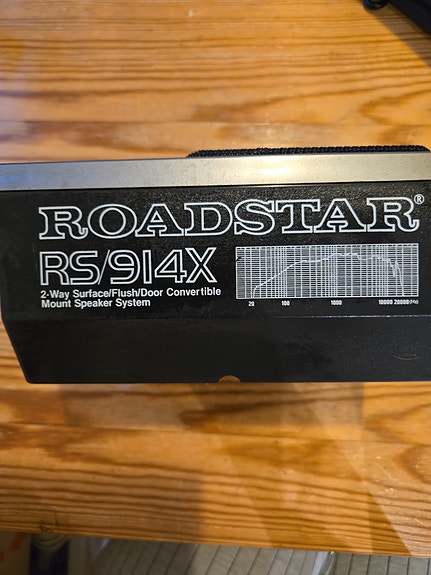 ROADSTAR®
RS/914X
2-Way Surface/Flush/Door Convertible
Mount Speaker System
20 100 1000 10000 20000(Hz)